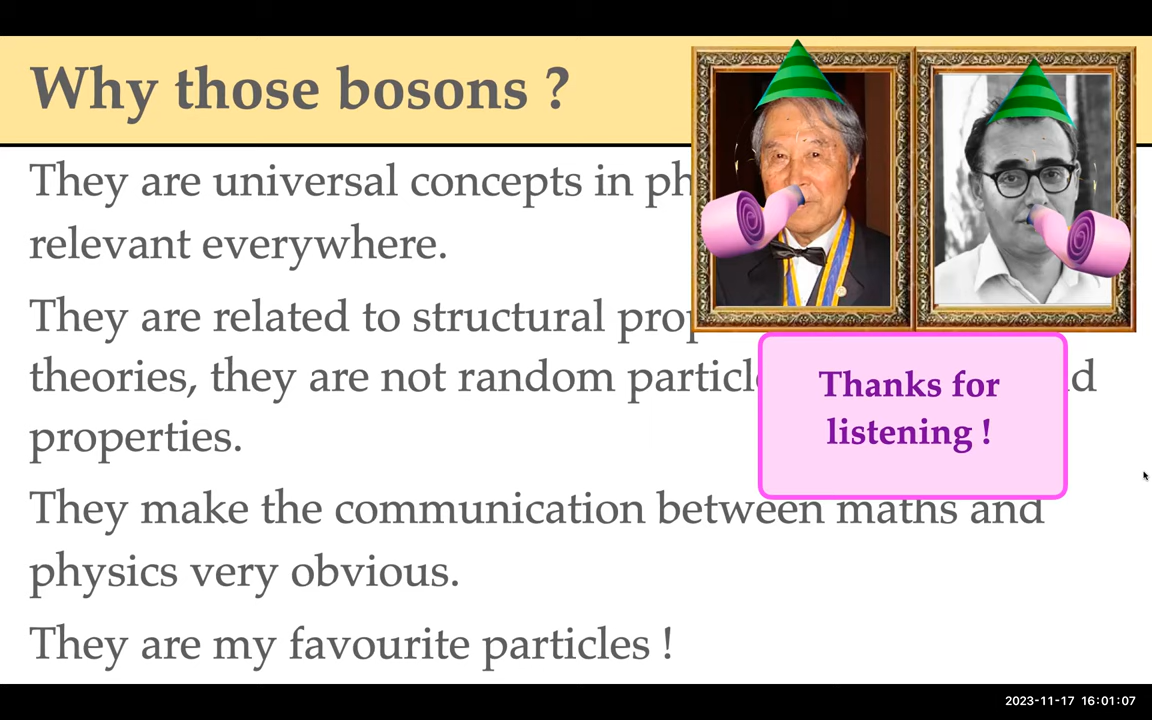 Why those bosons ?
They are universal concepts in ph
relevant everywhere.
They are related to structural prop
theories, they are not random particl
properties.
They make the communication between maths and
physics very obvious.
They are my favourite particles !
Thanks for
listening !
2023-11-17 16:01:07